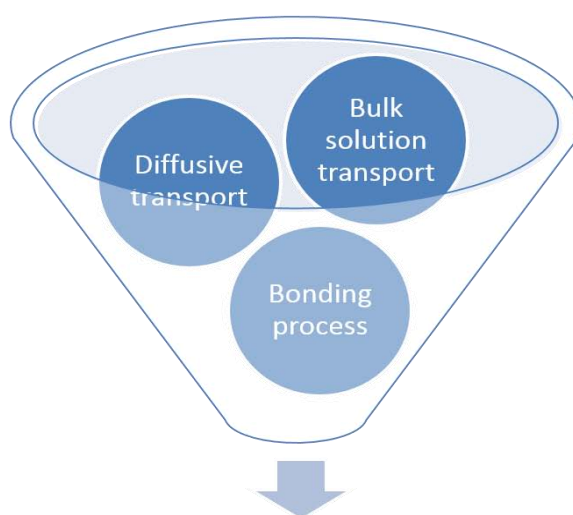 Bulk
solution
transport
Diffusive
transport
Bonding
process